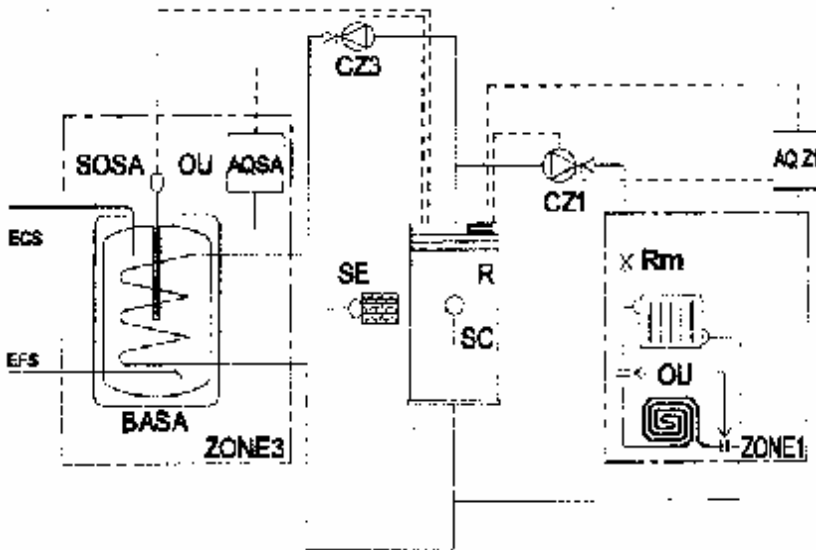 CZ3
SOSA OU AQSA
AQ Z1
CZ1
ECS
SE
R
Rm
SC
EFS
OU
BASA
ZONE3
ZONE1